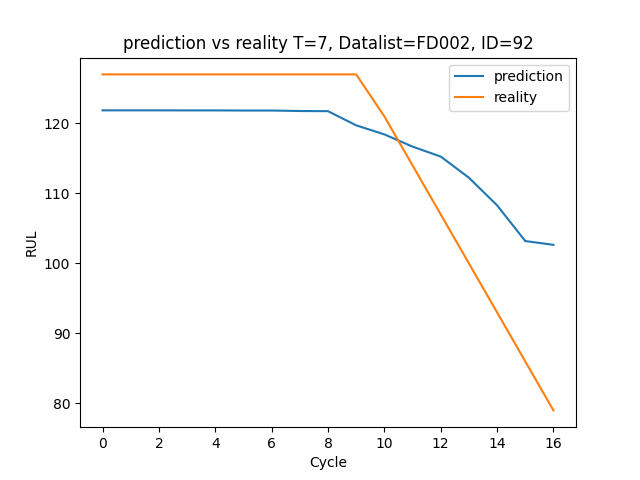 prediction vs reality T=7, Datalist=FD002, ID=92
prediction
reality
RUL
120
110
100
90
80
0 2 4 6 8 10 12 14 16
Cycle